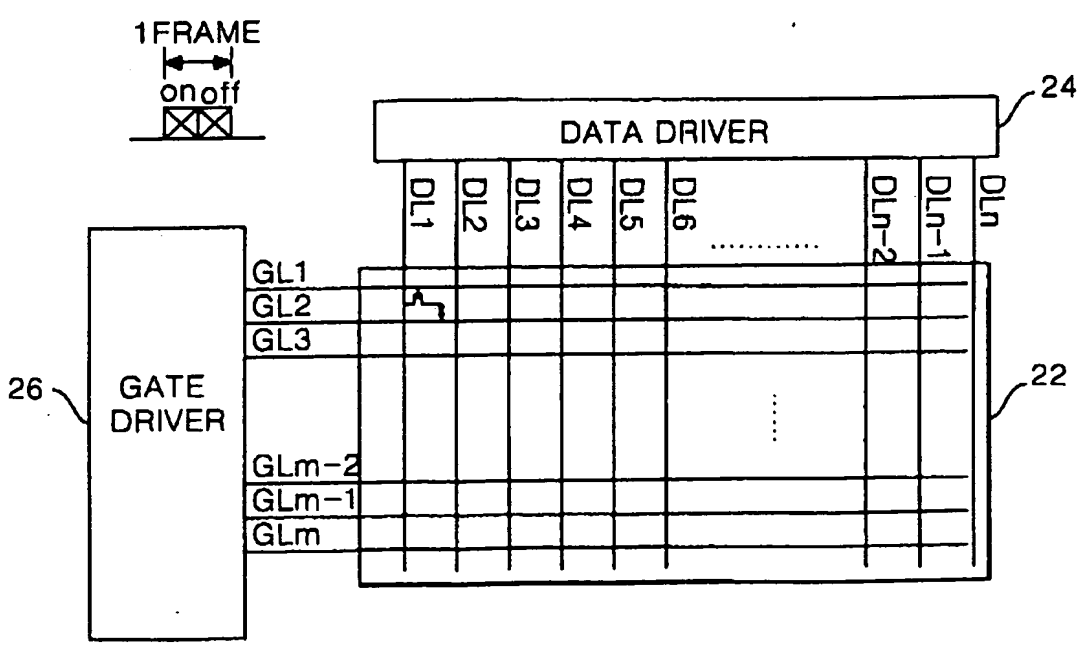 1FRAME
on off
24
DATA DRIVER
DL1
DL2
DL3
DL4
DL5
DL6
DLn-2
DLn-1
DLn
GL1
GL2
GL3
26
GATE
DRIVER
22
GLm-2
GLm-1
GLm